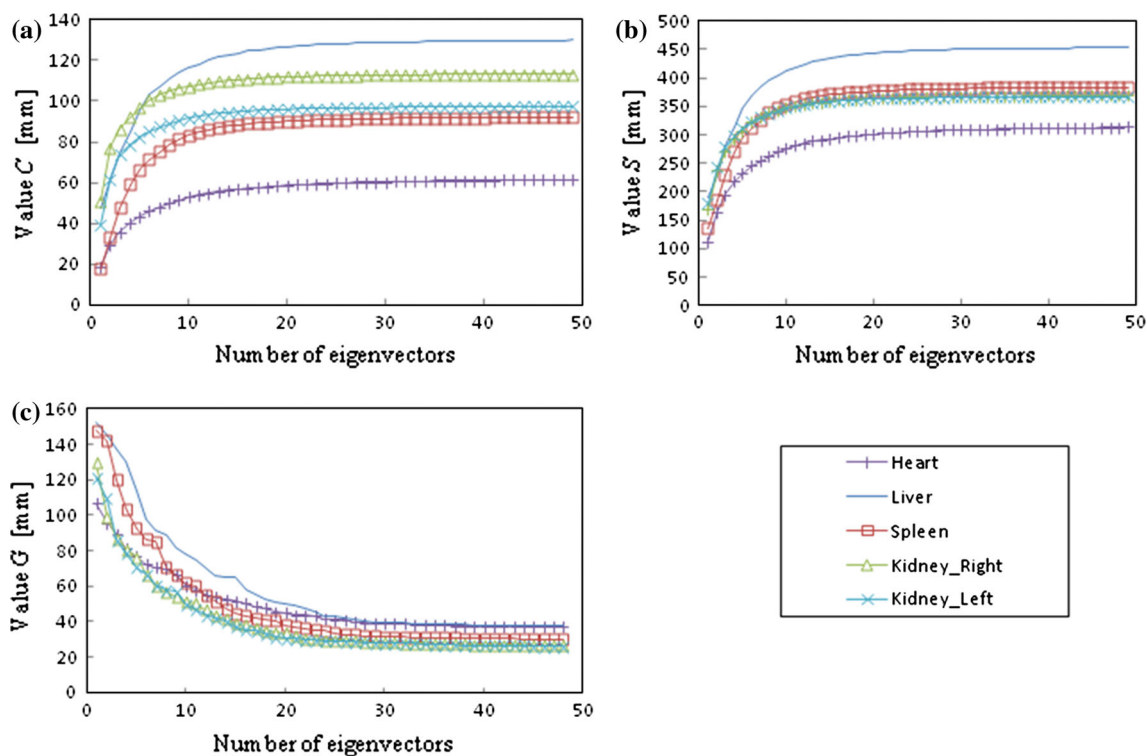 (a)
Value C [mm]
140
120
100
80
60
40
20
0
0 10 20 30 40 50
Number of eigenvectors
(b)
Value S [mm]
500
450
400
350
300
250
200
150
100
50
0
0 10 20 30 40 50
Number of eigenvectors
(c)
Value G [mm]
160
140
120
100
80
60
40
20
0
0 10 20 30 40 50
Number of eigenvectors
Heart
Liver
Spleen
Kidney_Right
Kidney_Left